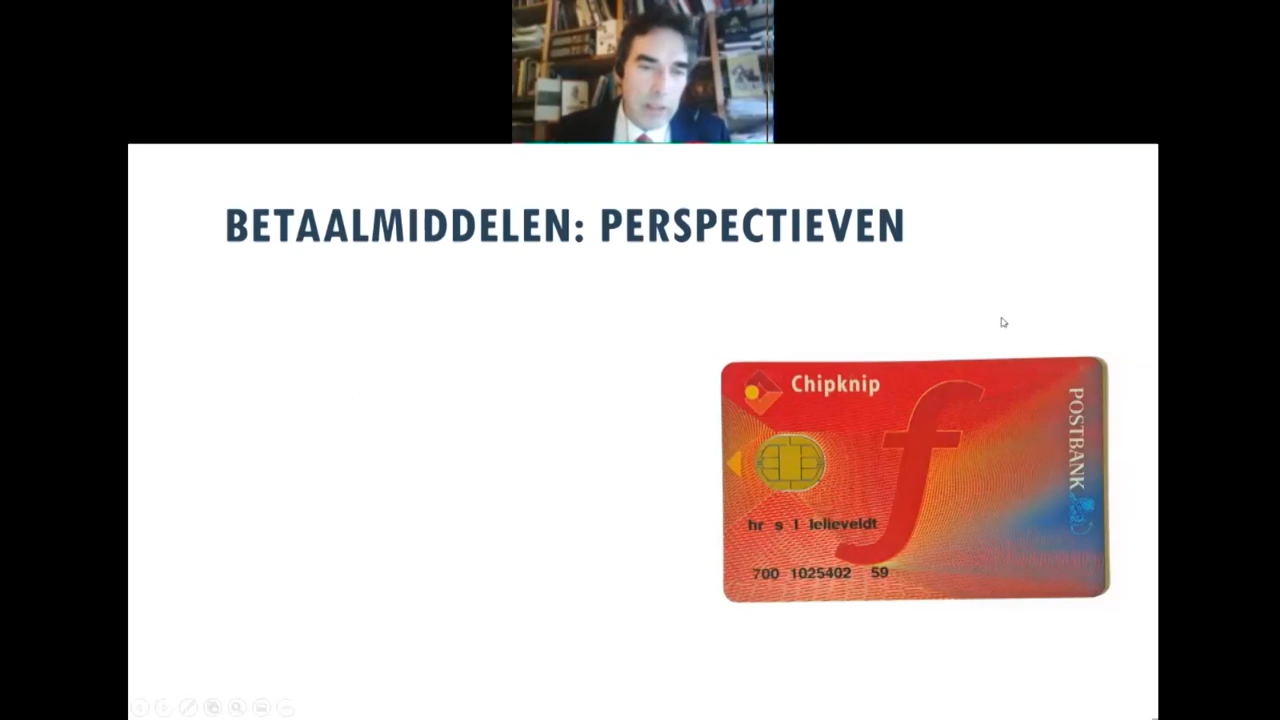 BETAALMIDDELEN: PERSPECTIEVEN
Chipknip
f
POSTBANK
hr s l lelieveldt
700 1025402 59